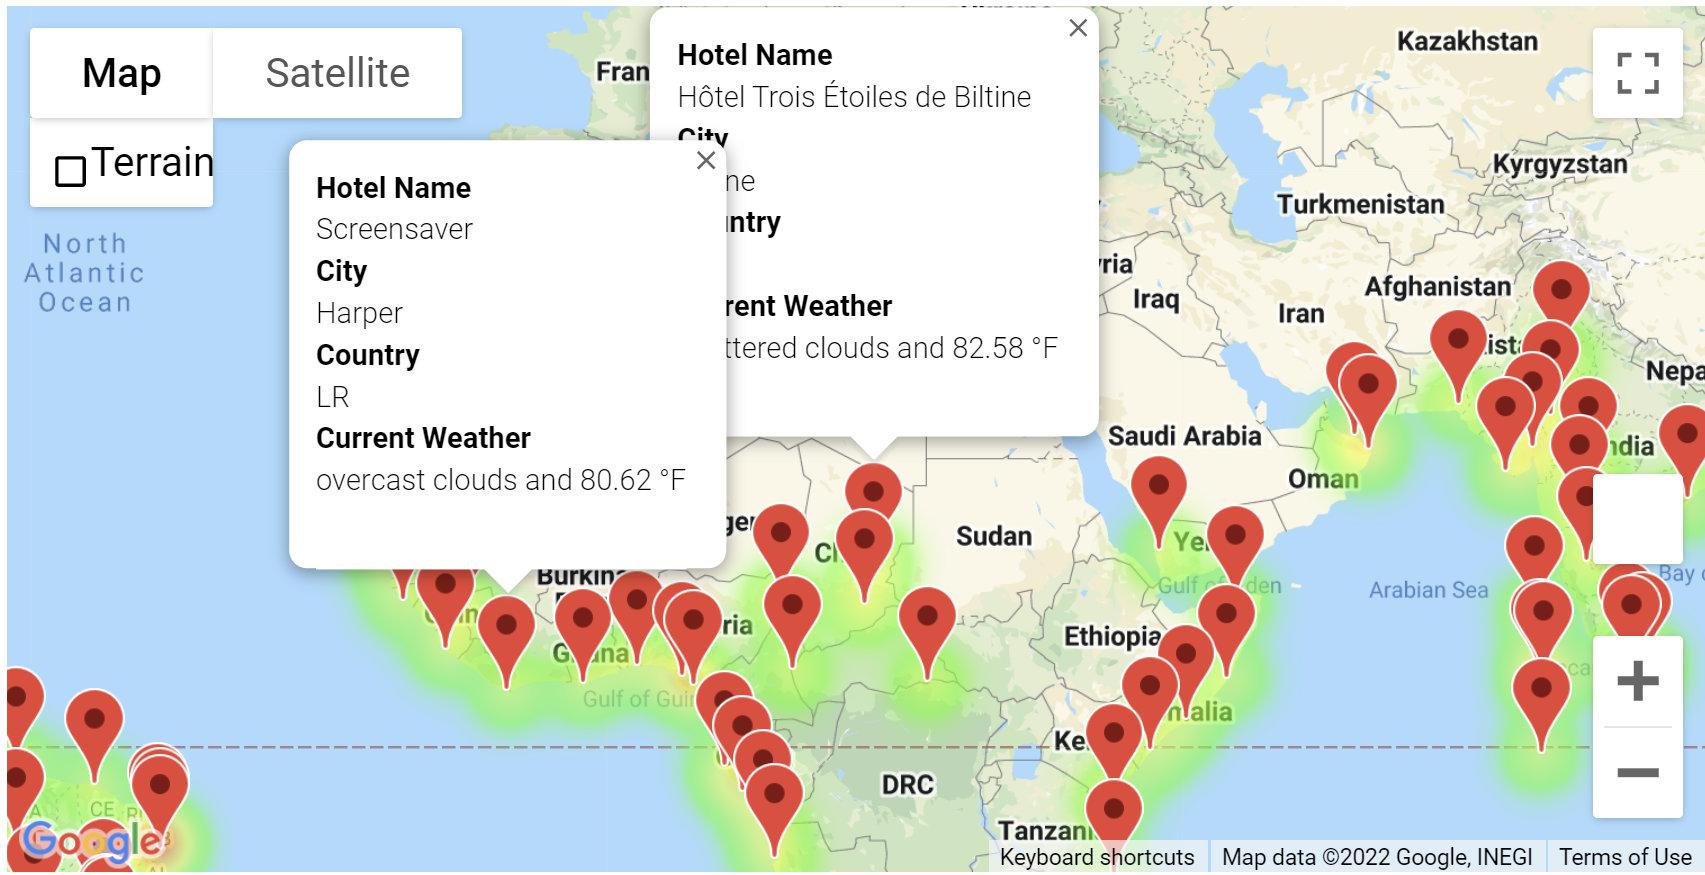 Map
Satellite
Terrain
Hotel Name
Hôtel Trois Étoiles de Biltine
City
ne
ntry
rent Weather
ttered clouds and 82.58 °F
Hotel Name
Screensaver
City
Harper
Country
LR
Current Weather
overcast clouds and 80.62 °F
North
Atlantic
Ocean
Fran
Kazakhstan
Kyrgyzstan
Turkmenistan
ria
Iraq
Iran
Afghanistan
ist
Nepa
Saudi Arabia
Oman
ndia
Sudan
Ye
Gulf of Aden
Arabian Sea
Bay o
Burkin
ria
Ethiopia
Gulf of Gui
malia
Ke
DRC
CE
Tanzan
Google
Keyboard shortcuts
Map data ©2022 Google, INEGI
Terms of Use